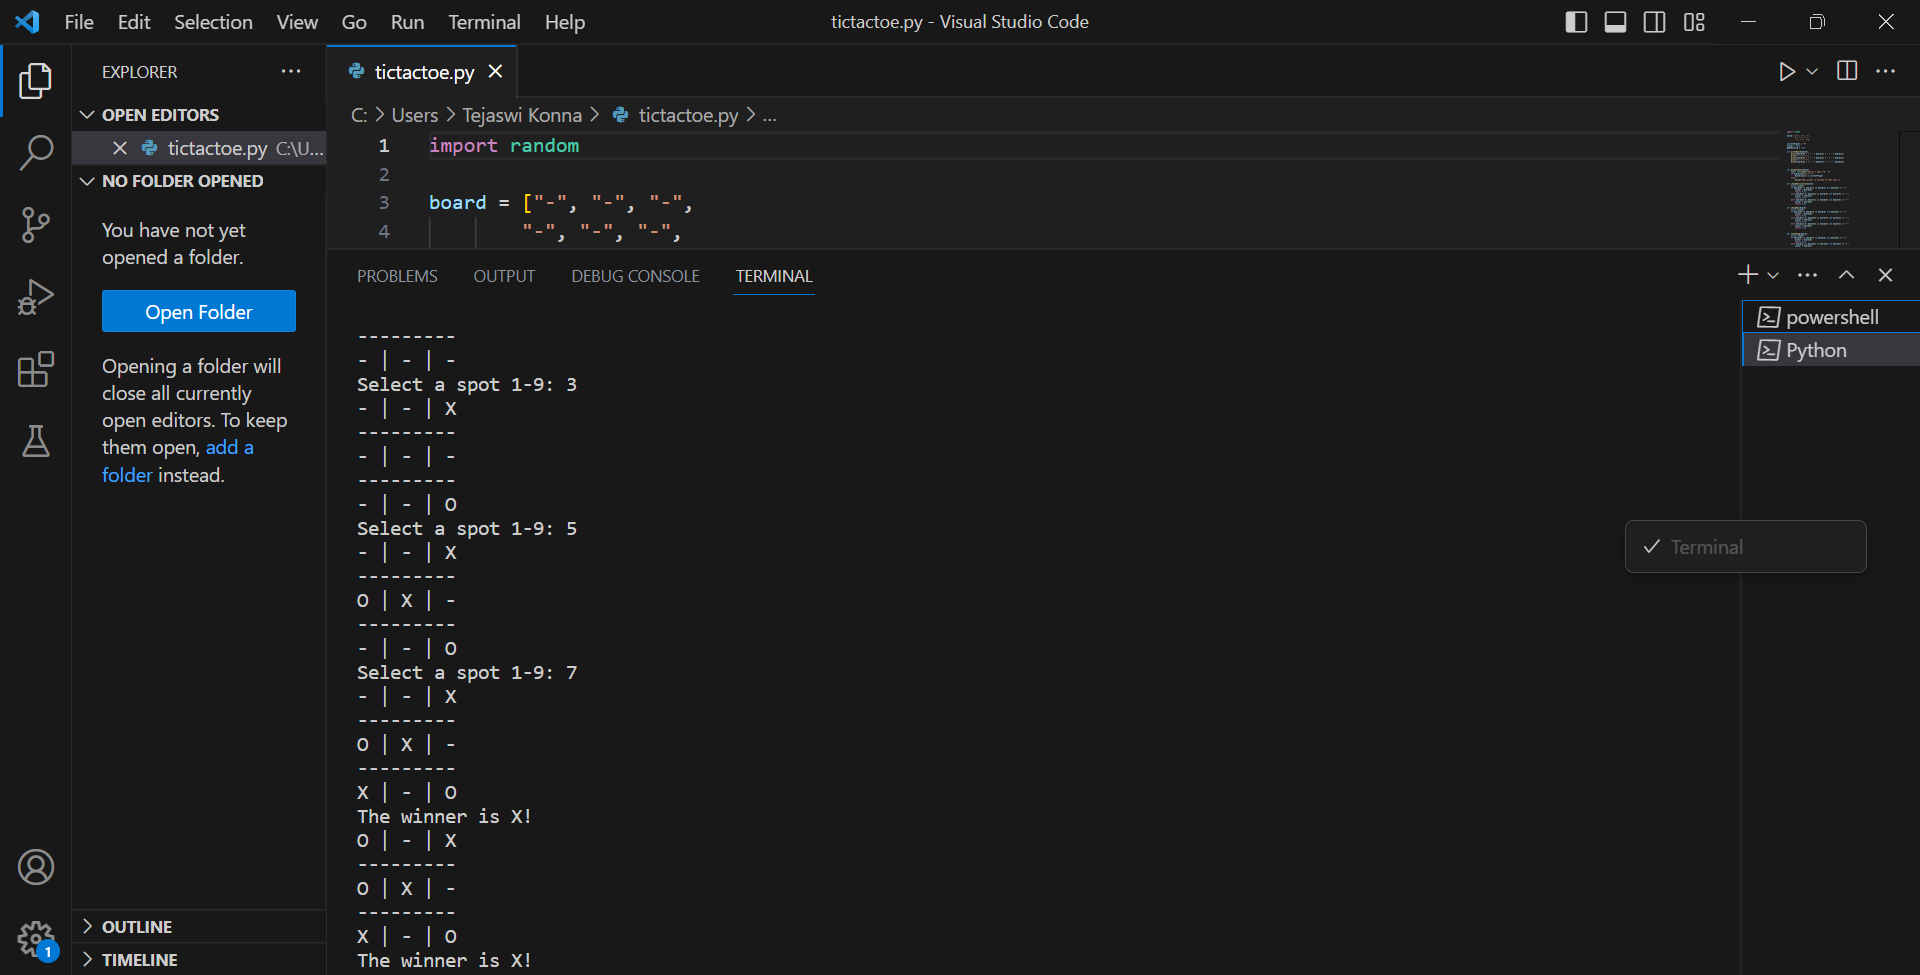 File Edit Selection View Go Run Terminal Help
tictactoe.py - Visual Studio Code
EXPLORER
OPEN EDITORS
tictactoe.py C:\U...
NO FOLDER OPENED
You have not yet
opened a folder.
Open Folder
Opening a folder will
close all currently
open editors. To keep
them open, add a
folder instead.
OUTLINE
TIMELINE
1
tictactoe.py
C: > Users > Tejaswi Konna > tictactoe.py > ...
1 import random
2
3 board = ["-", "-", "-",
4 "-", "-", "-",
PROBLEMS OUTPUT DEBUG CONSOLE TERMINAL
---------
- | - | -
Select a spot 1-9: 3
- | - | X
---------
- | - | -
---------
- | - | O
Select a spot 1-9: 5
- | - | X
---------
O | X | -
---------
- | - | O
Select a spot 1-9: 7
- | - | X
---------
O | X | -
---------
X | - | O
The winner is X!
O | - | X
---------
O | X | -
---------
X | - | O
The winner is X!
powershell
Python
Terminal